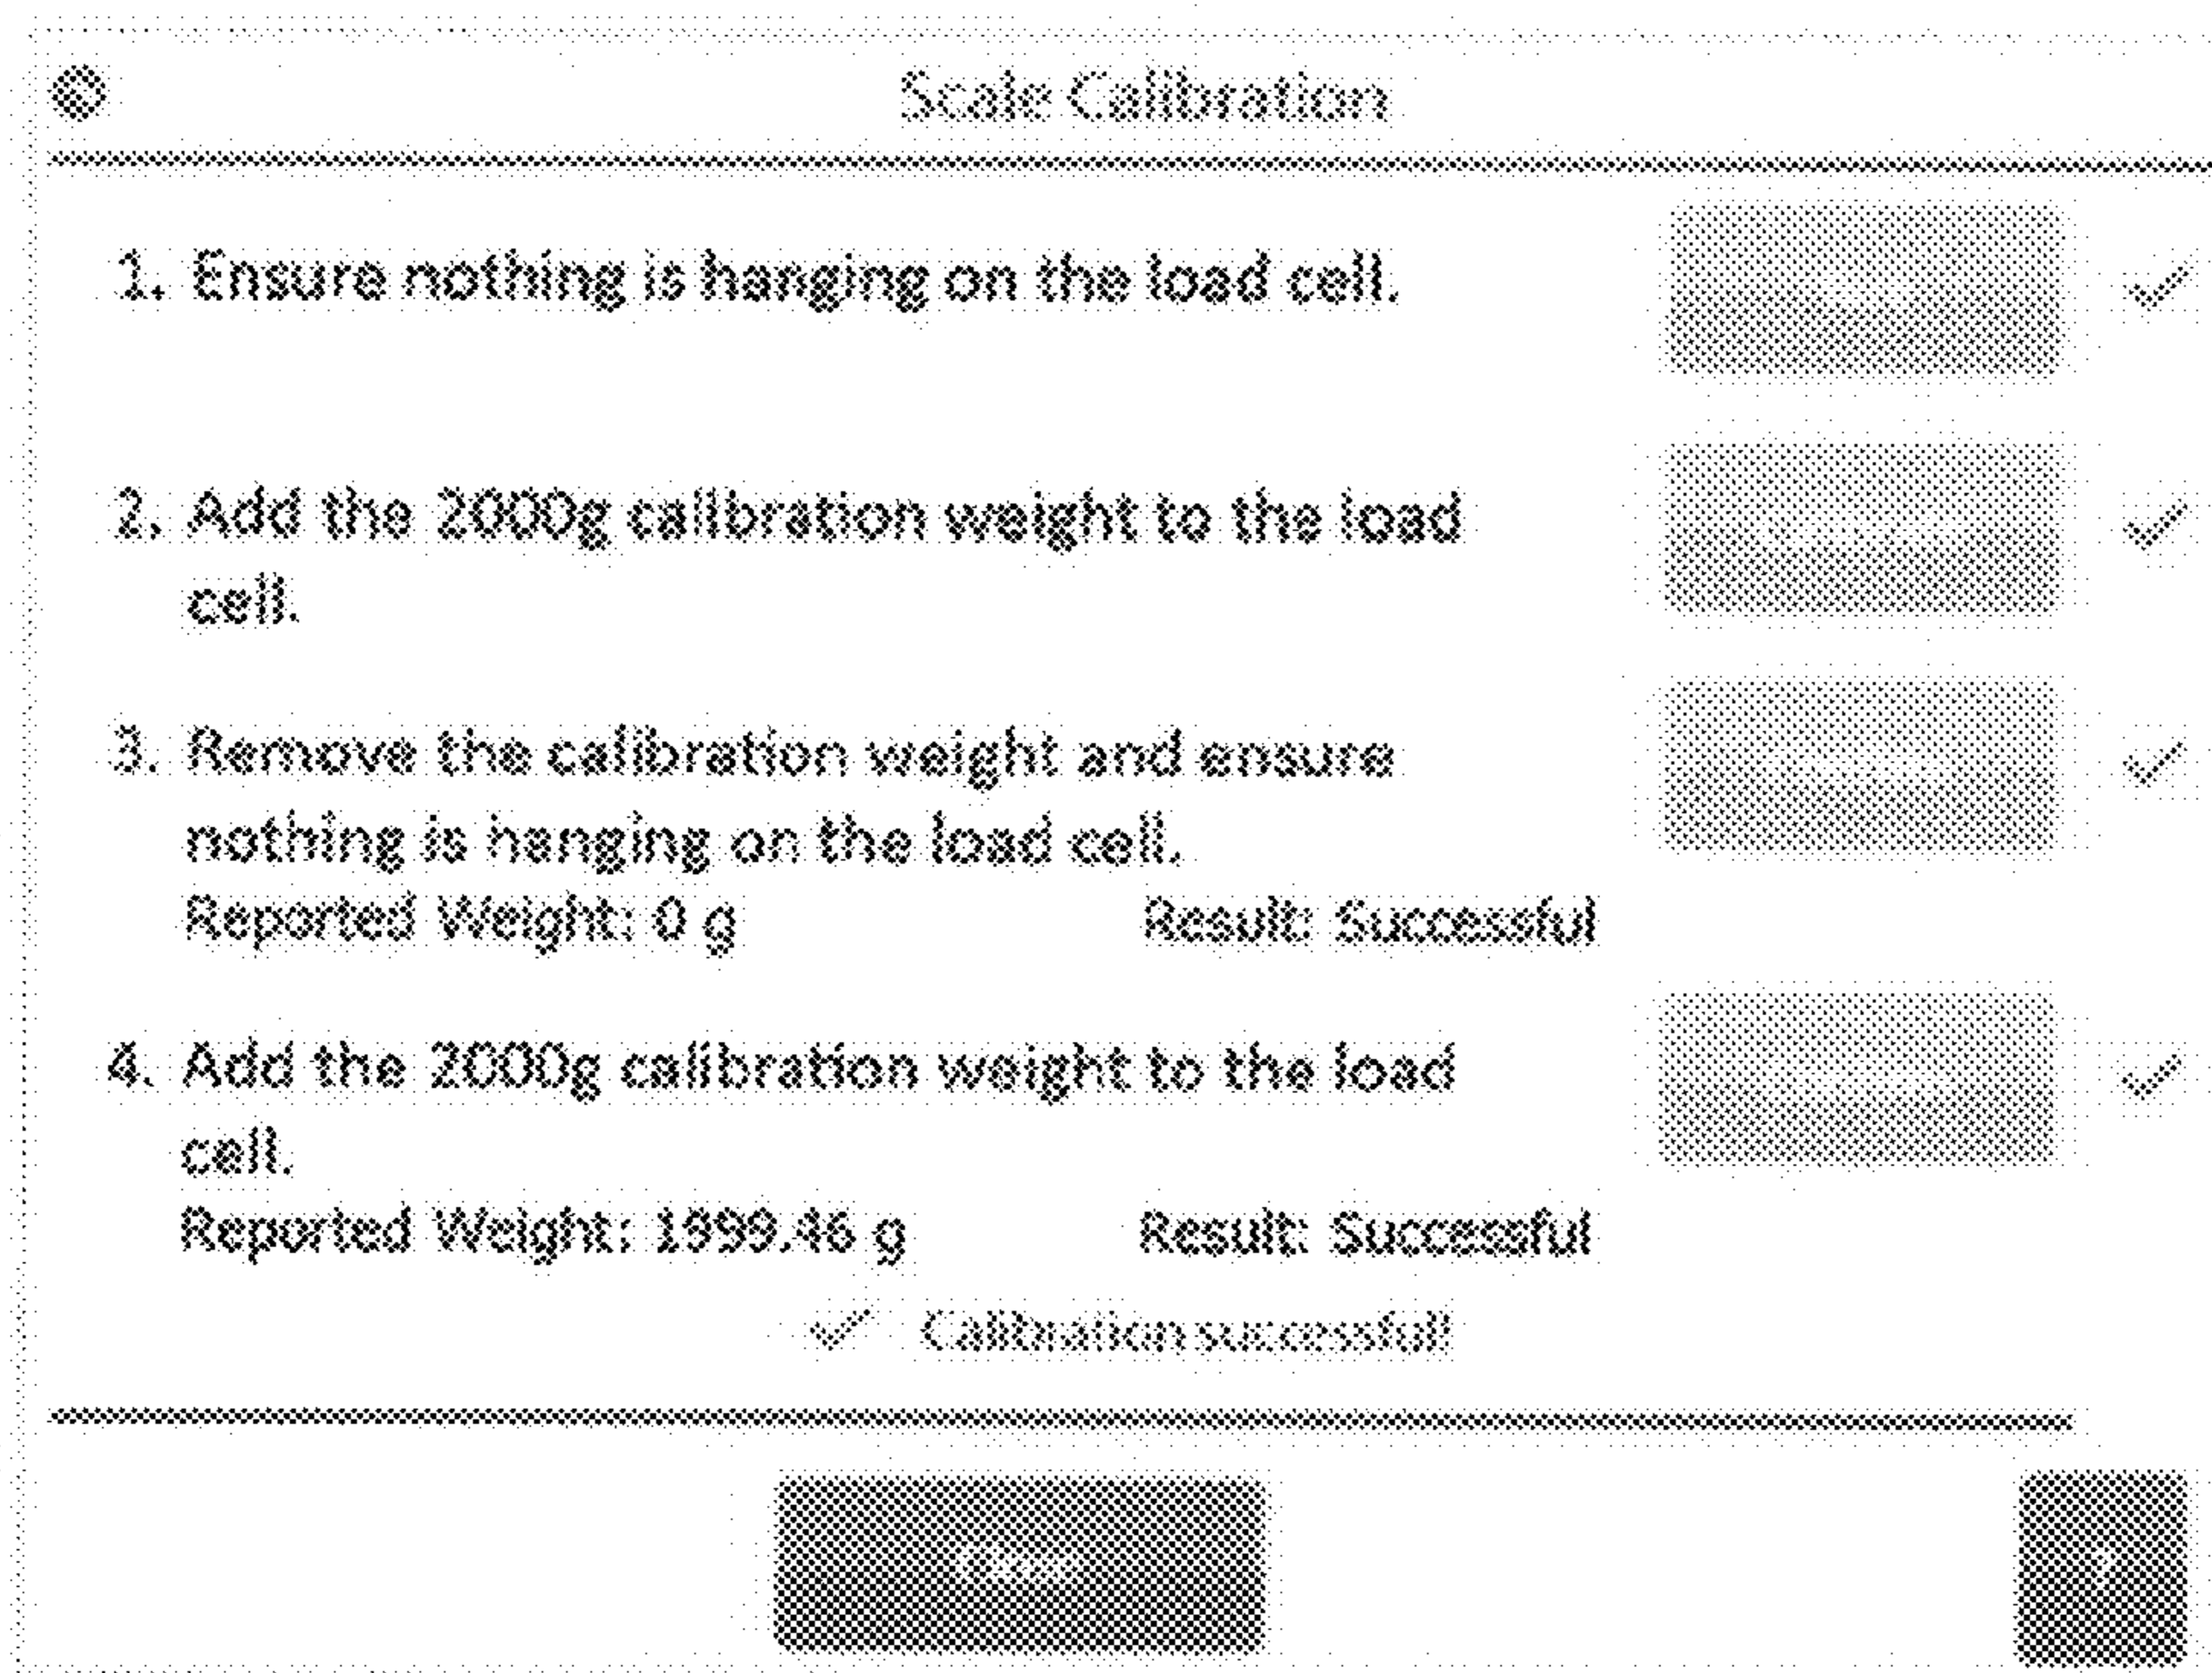 Scale Calibration
1. Ensure nothing is hanging on the load cell.
2. Add the 2000g calibration weight to the load
cell.
3. Remove the calibration weight and ensure
nothing is hanging on the load cell.
Reported Weight: 0 g Result: Successful
4. Add the 2000g calibration weight to the load
cell.
Reported Weight: 1999.46 g Result: Successful
✓ Calibration successful!
?